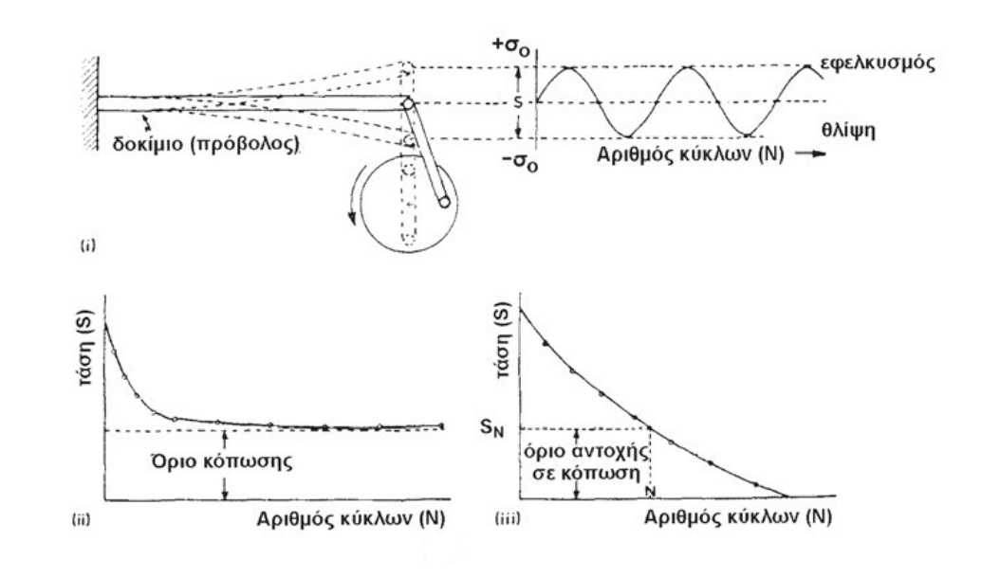 +σο
εφελκυσμός
S
δοκίμιο (πρόβολος)
θλίψη
-σο
Αριθμός κύκλων (Ν)
(i)
τάση (S)
Όριο κόπωσης
(ii)
Αριθμός κύκλων (Ν)
τάση (S)
SN
όριο αντοχής
σε κόπωση
N
(iii)
Αριθμός κύκλων (Ν)